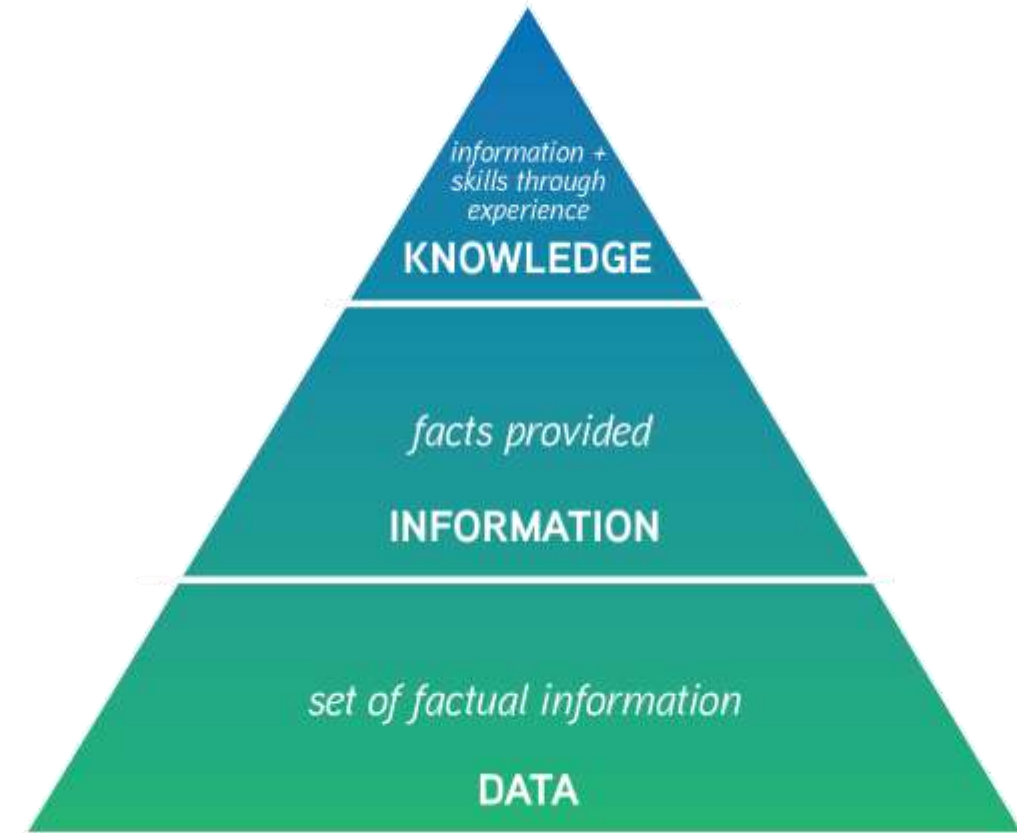 information +
skills through
experience
KNOWLEDGE
facts provided
INFORMATION
set of factual information
DATA